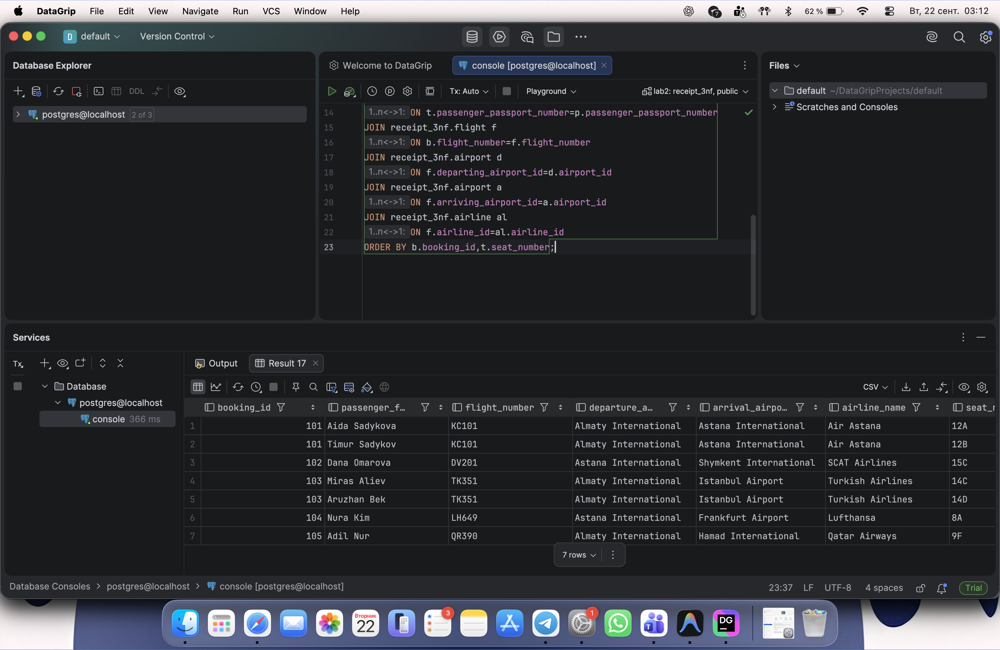 DataGrip File Edit View Navigate Run VCS Window Help 7 62 % Вт, 22 сент. 03:12
D default Version Control
Database Explorer
DDL
postgres@localhost 2 of 3
Welcome to DataGrip console [postgres@localhost]
Tx: Auto Playground lab2: receipt_3nf, public
14 1..n<->1: ON t.passenger_passport_number=p.passenger_passport_number
15 JOIN receipt_3nf.flight f
16 1..n<->1: ON b.flight_number=f.flight_number
17 JOIN receipt_3nf.airport d
18 1..n<->1: ON f.departing_airport_id=d.airport_id
19 JOIN receipt_3nf.airport a
20 1..n<->1: ON f.arriving_airport_id=a.airport_id
21 JOIN receipt_3nf.airline al
22 1..n<->1: ON f.airline_id=al.airline_id
23 ORDER BY b.booking_id,t.seat_number;
Files
default ~/DataGripProjects/default
Scratches and Consoles
Services
Tx
Database
postgres@localhost
console 366 ms
Output Result 17
CSV
booking_id passenger_f... flight_number departure_a... arrival_airpo... airline_name seat_r
1 101 Aida Sadykova KC101 Almaty International Astana International Air Astana 12A
2 101 Timur Sadykov KC101 Almaty International Astana International Air Astana 12B
3 102 Dana Omarova DV201 Astana International Shymkent International SCAT Airlines 15C
4 103 Miras Aliev TK351 Almaty International Istanbul Airport Turkish Airlines 14C
5 103 Aruzhan Bek TK351 Almaty International Istanbul Airport Turkish Airlines 14D
6 104 Nura Kim LH649 Astana International Frankfurt Airport Lufthansa 8A
7 105 Adil Nur QR390 Almaty International Hamad International Qatar Airways 9F
7 rows
Database Consoles > postgres@localhost > console [postgres@localhost] 23:37 LF UTF-8 4 spaces Trial
Вторник
22
3
1
T
DG